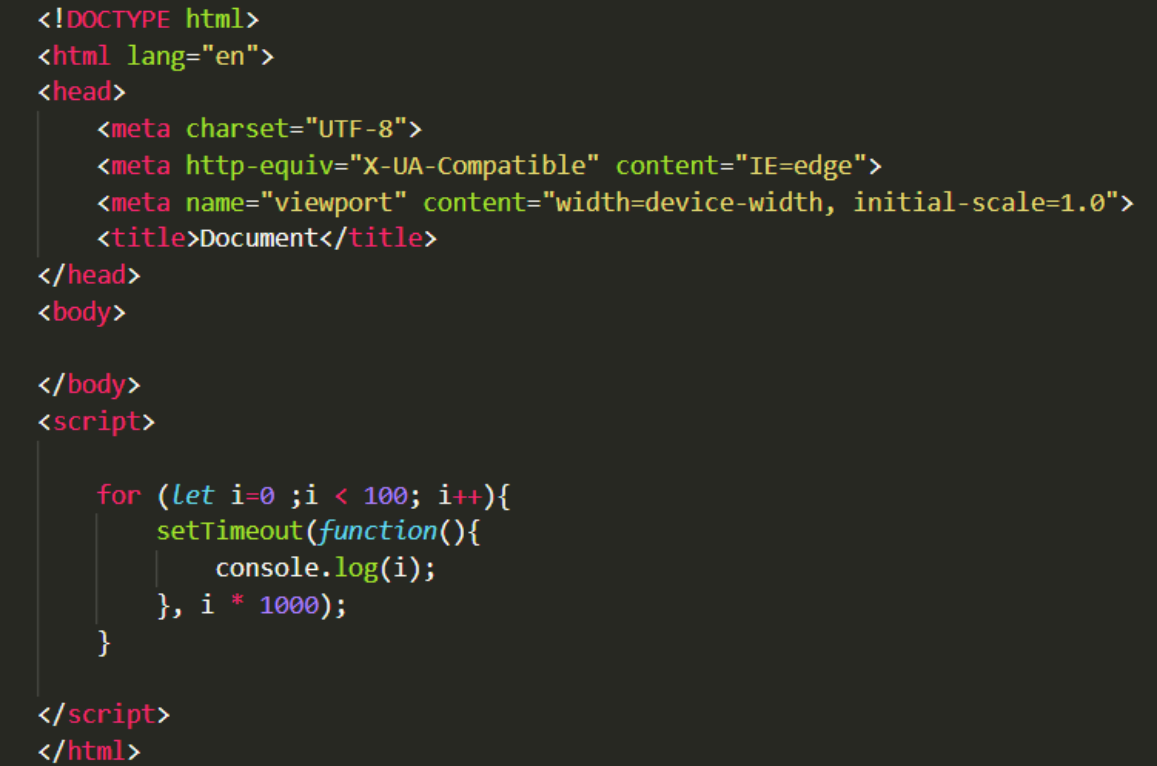 <!DOCTYPE html>
<html lang="en">
<head>
    <meta charset="UTF-8">
    <meta http-equiv="X-UA-Compatible" content="IE=edge">
    <meta name="viewport" content="width=device-width, initial-scale=1.0">
    <title>Document</title>
</head>
<body>

</body>
<script>

    for (let i=0 ;i < 100; i++){
        setTimeout(function(){
            console.log(i);
        }, i * 1000);
    }

</script>
</html>